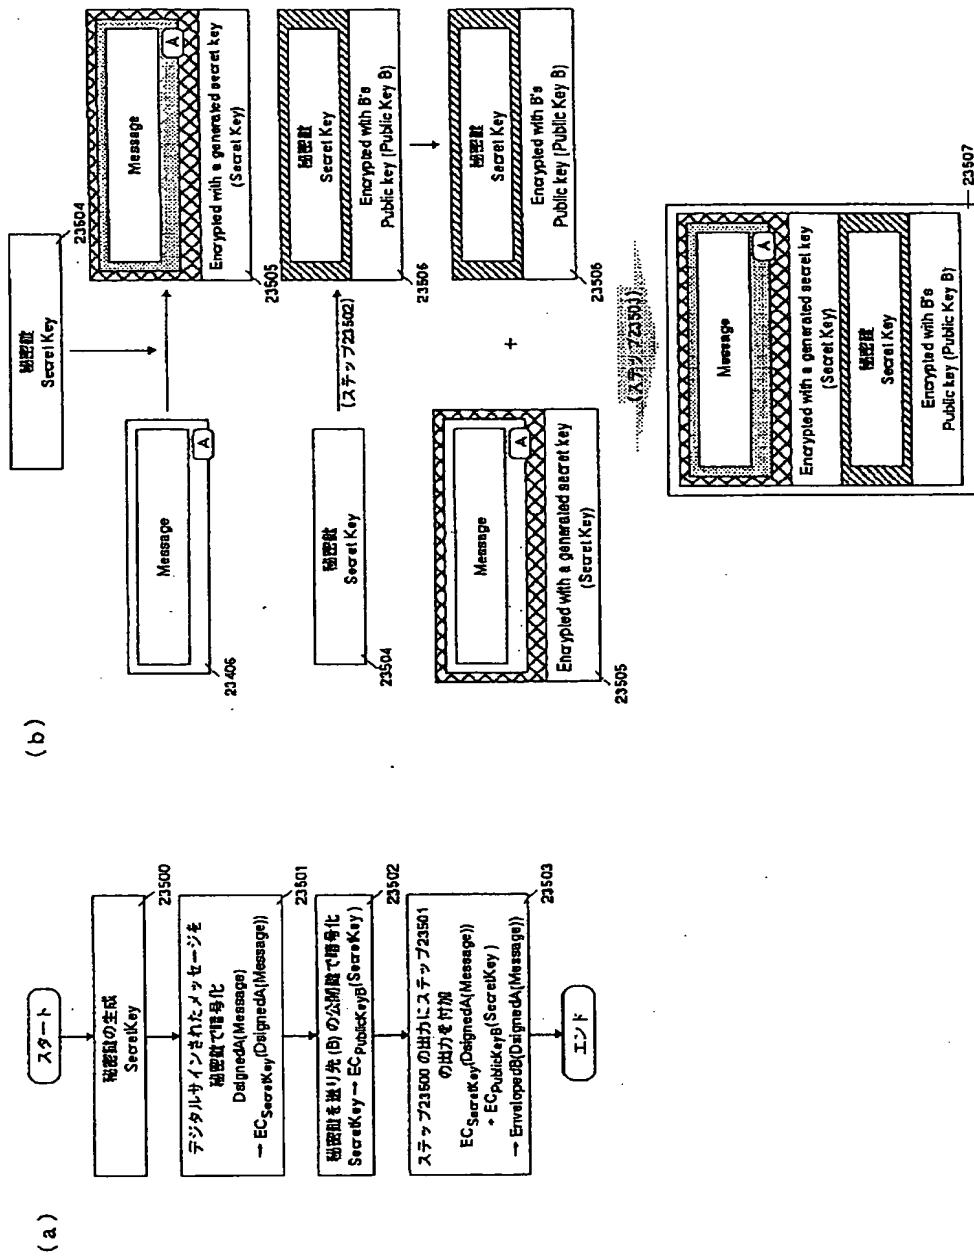 (a)
スタート
秘密鍵の生成
SecretKey
23500
デジタルサインされたメッセージを
秘密鍵で暗号化
DsignedA(Message)
→ ECSecretKey(DsignedA(Message))
23501
秘密鍵を送り先 (B) の公開鍵で暗号化
SecretKey → ECPublicKeyB(SecretKey)
23502
ステップ23500 の出力にステップ23501
の出力を付加
ECSecretKey(DsignedA(Message))
+ ECPublicKeyB(SecretKey)
→ EnvelopedB(DsignedA(Message))
23503
エンド
(b)
秘密鍵
Secret Key
23504
Message
A
23406
Message
A
Encrypted with a generated secret key
(Secret Key)
23505
秘密鍵
Secret Key
23504
(ステップ23502)
秘密鍵
Secret Key
Encrypted with B's
Public key (Public Key B)
23506
Message
A
Encrypted with a generated secret key
(Secret Key)
23505
+
秘密鍵
Secret Key
Encrypted with B's
Public key (Public Key B)
23506
(ステップ23503)
Message
A
Encrypted with a generated secret key
(Secret Key)
秘密鍵
Secret Key
Encrypted with B's
Public key (Public Key B)
23507